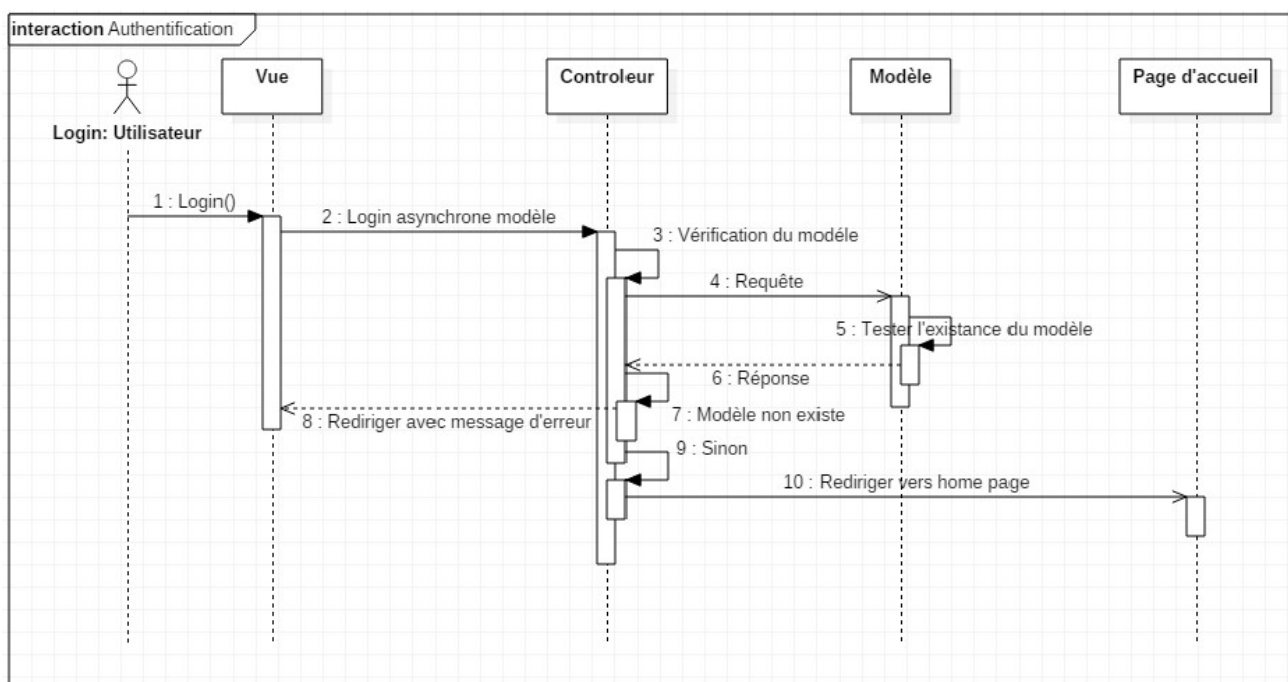 interaction Authentification
Vue
Controleur
Modèle
Page d'accueil
Login: Utilisateur
1 : Login()
2 : Login asynchrone modèle
3 : Vérification du modéle
4 : Requête
5 : Tester l'existance du modèle
6 : Réponse
7 : Modèle non existe
8 : Rediriger avec message d'erreur
9 : Sinon
10 : Rediriger vers home page